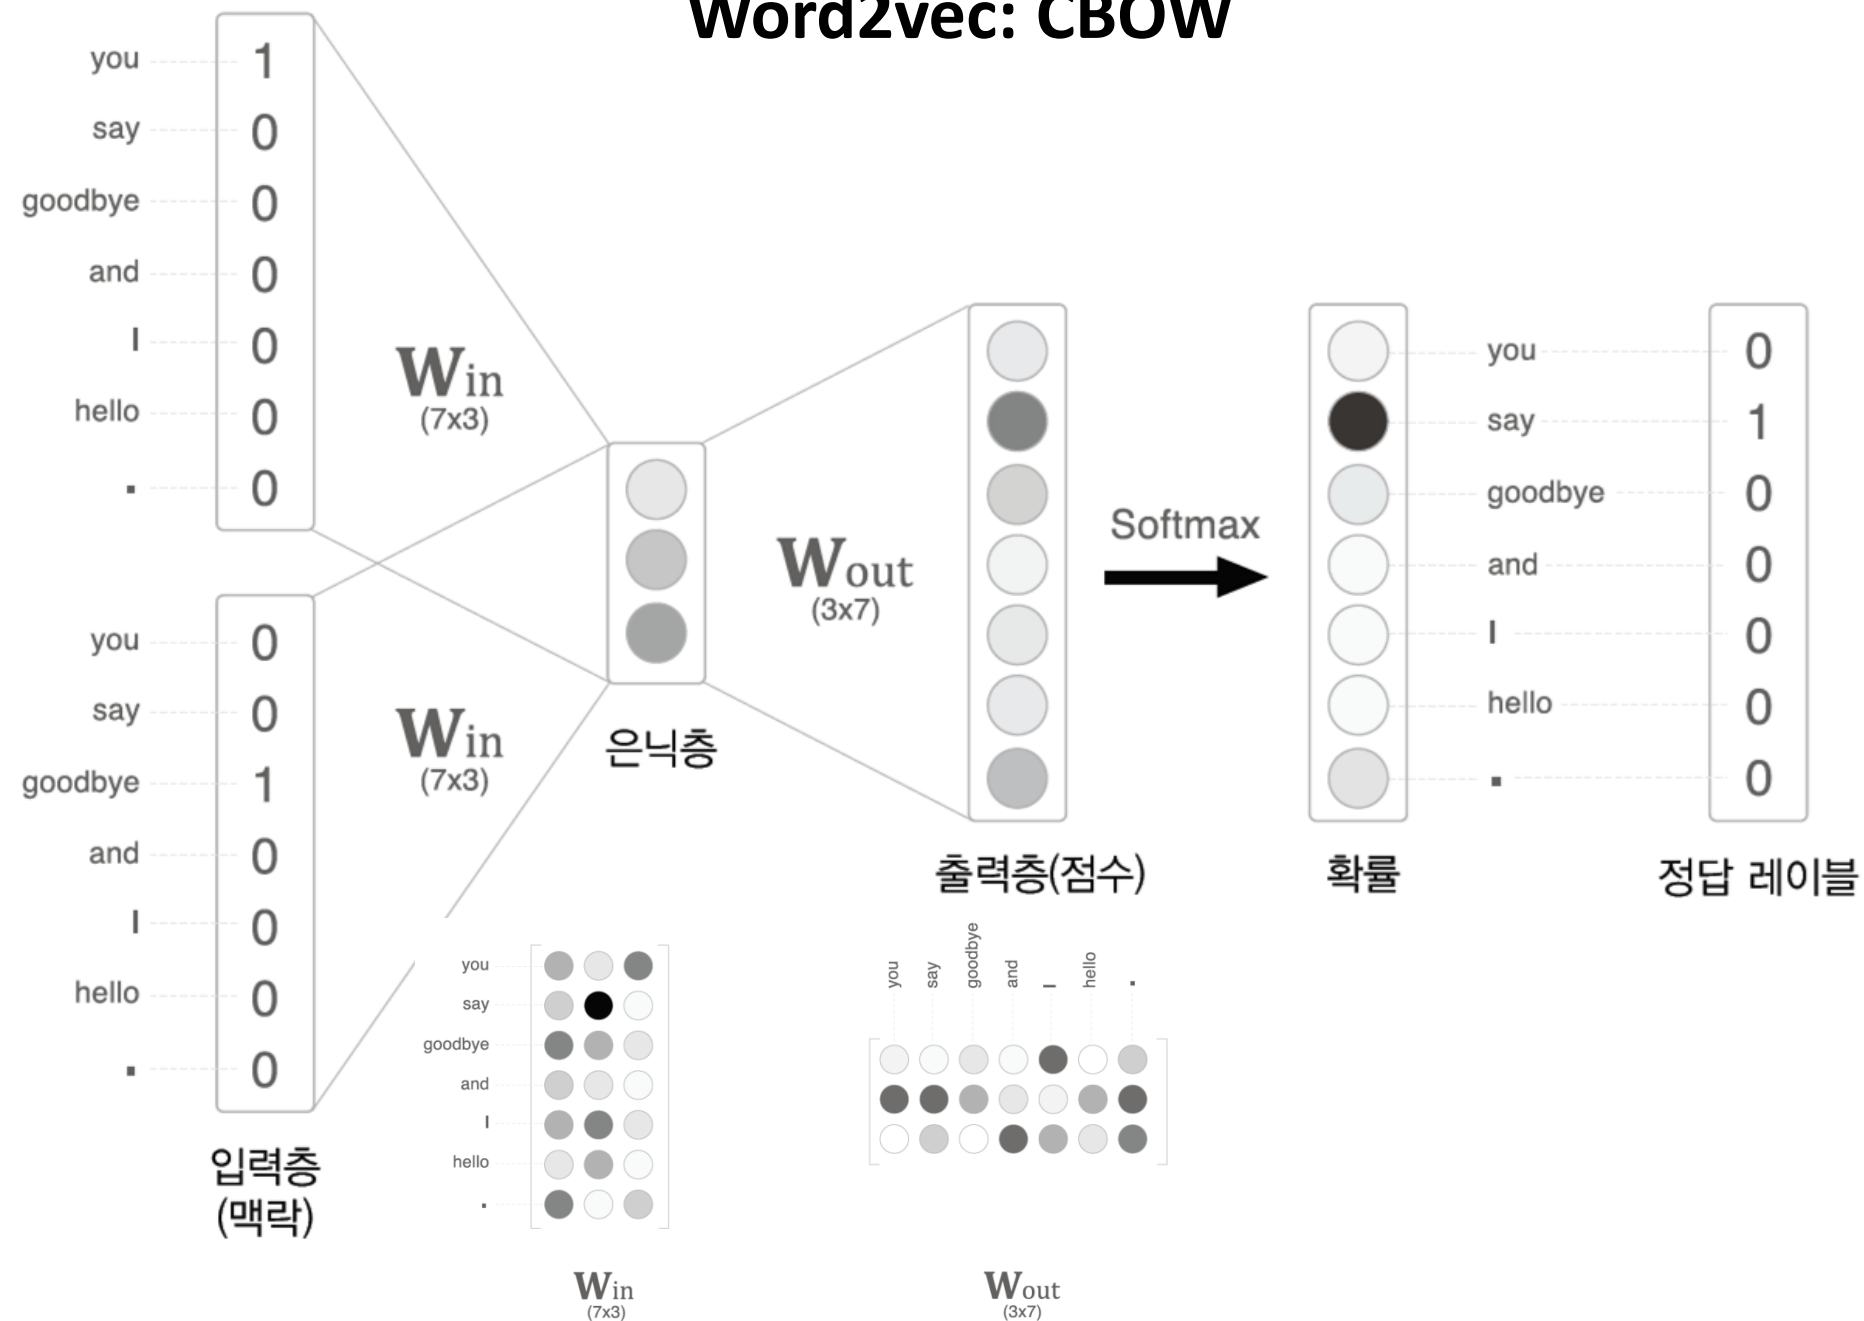 Word2vec: CBOW
you 1
say 0
goodbye 0
and 0
I 0
hello 0
. 0
Win
(7x3)
you 0
say 0
goodbye 1
and 0
I 0
hello 0
. 0
Win
(7x3)
입력층
(맥락)
은닉층
Wout
(3x7)
출력층(점수)
Softmax
확률
you 0
say 1
goodbye 0
and 0
I 0
hello 0
. 0
정답 레이블
you
say
goodbye
and
I
hello
.
Win
(7x3)
you
say
goodbye
and
I
hello
.
Wout
(3x7)